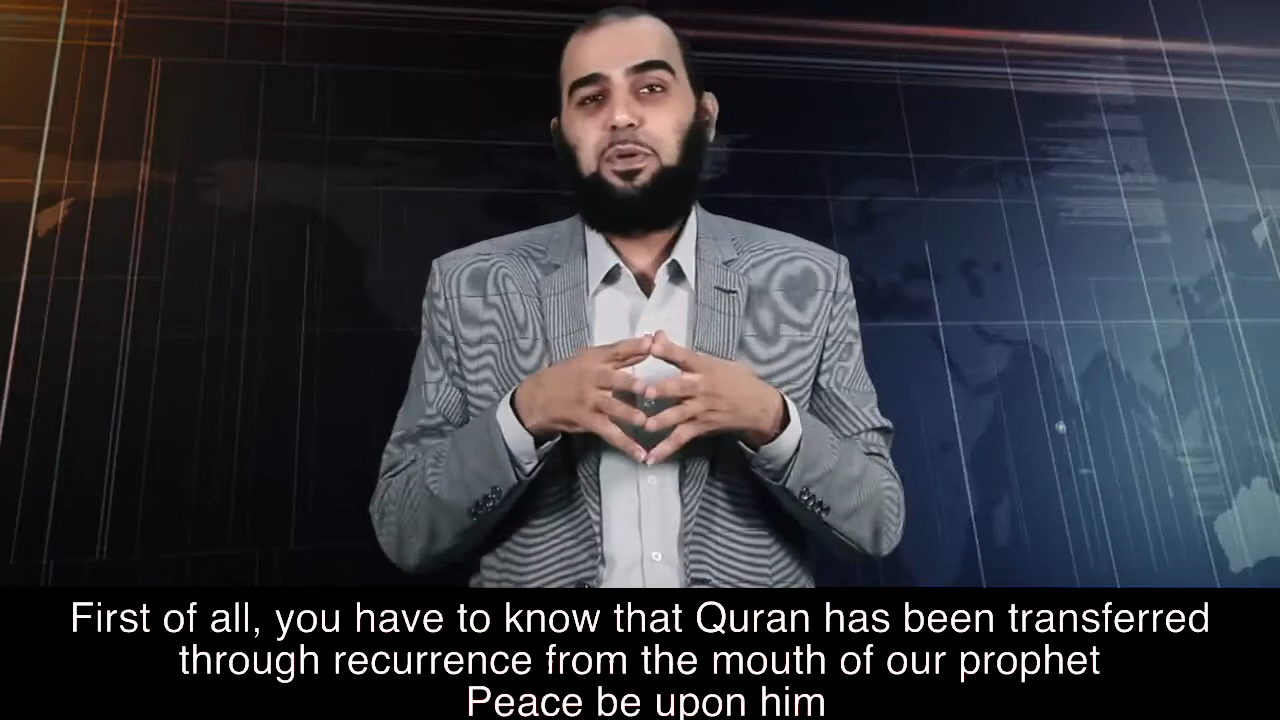 First of all, you have to know that Quran has been transferred
through recurrence from the mouth of our prophet
Peace be upon him